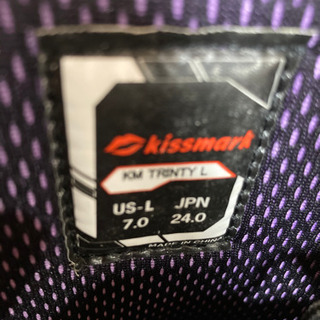 kissmark
KM TRINTY L
US-L JPN
7.0 24.0
MADE IN CHINA